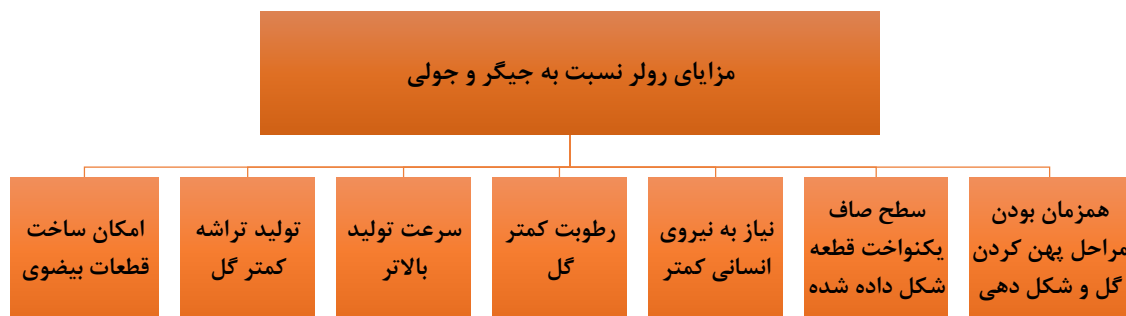 مزایای رولر نسبت به جیگر و جولی
همزمان بودن
مراحل پهن کردن
گل و شکل دهی
سطح صاف
یکنواخت قطعه
شکل داده شده
نیاز به نیروی
انسانی کمتر
رطوبت کمتر
گل
سرعت تولید
بالاتر
تولید تراشه
کمتر گل
امکان ساخت
قطعات بیضوی